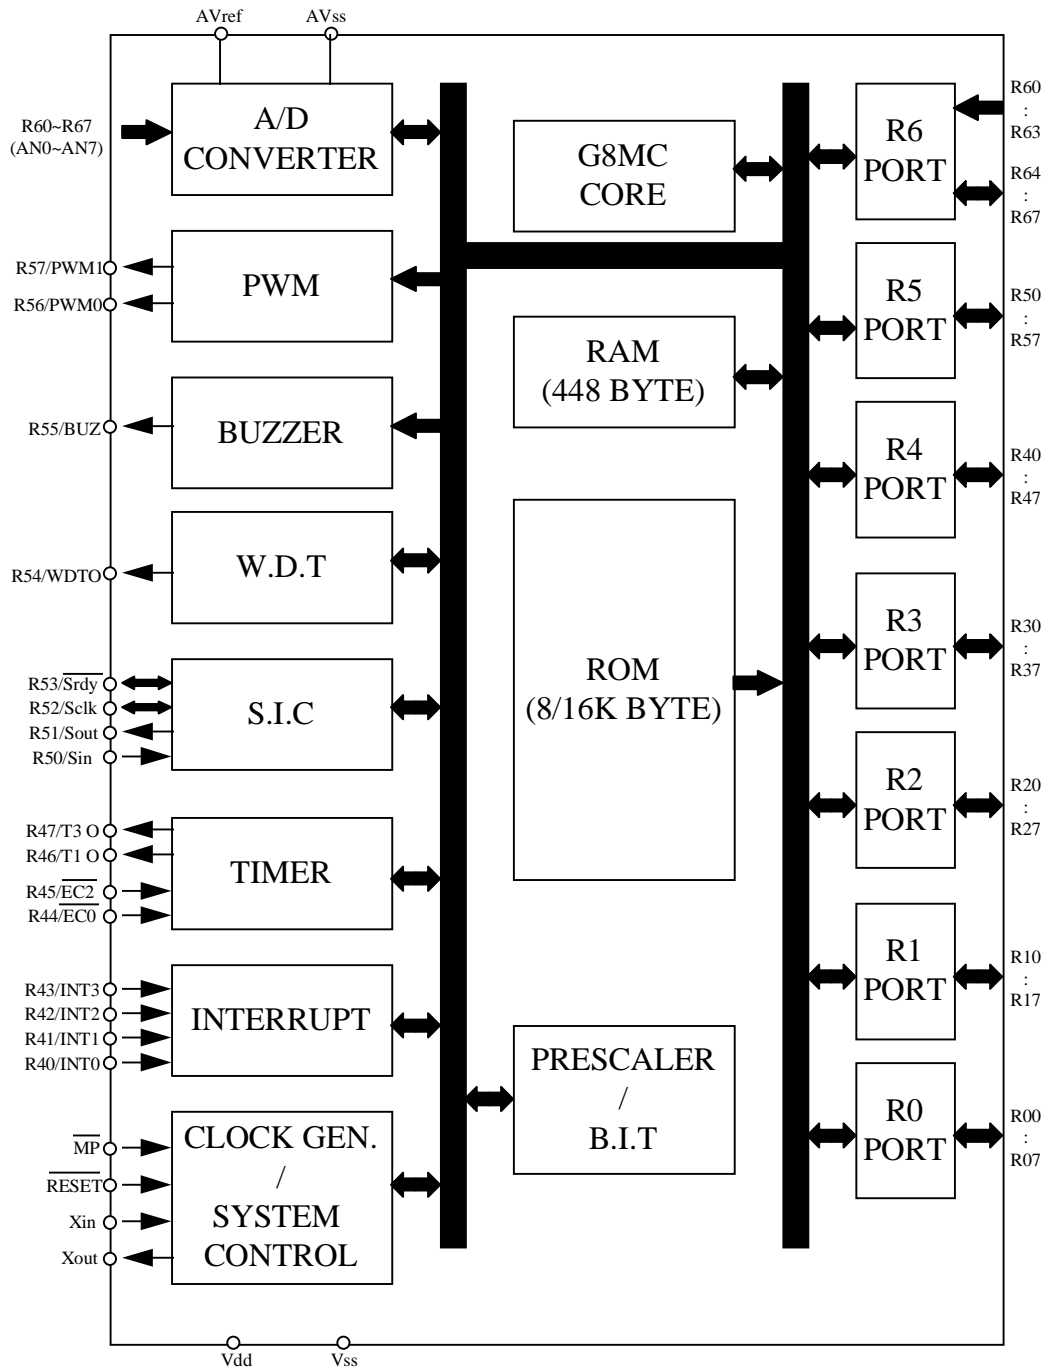 AVref AVss
R60~R67
(AN0~AN7)
A/D
CONVERTER
R57/PWM1
R56/PWM0
PWM
R55/BUZ
BUZZER
R54/WDTO
W.D.T
R53/Srdy
R52/Sclk
R51/Sout
R50/Sin
S.I.C
R47/T3 O
R46/T1 O
R45/EC2
R44/EC0
TIMER
R43/INT3
R42/INT2
R41/INT1
R40/INT0
INTERRUPT
MP
RESET
Xin
Xout
CLOCK GEN.
/
SYSTEM
CONTROL
G8MC
CORE
RAM
(448 BYTE)
ROM
(8/16K BYTE)
PRESCALER
/
B.I.T
R6
PORT
R60
:
R63
R64
:
R67
R5
PORT
R50
:
R57
R4
PORT
R40
:
R47
R3
PORT
R30
:
R37
R2
PORT
R20
:
R27
R1
PORT
R10
:
R17
R0
PORT
R00
:
R07
Vdd Vss